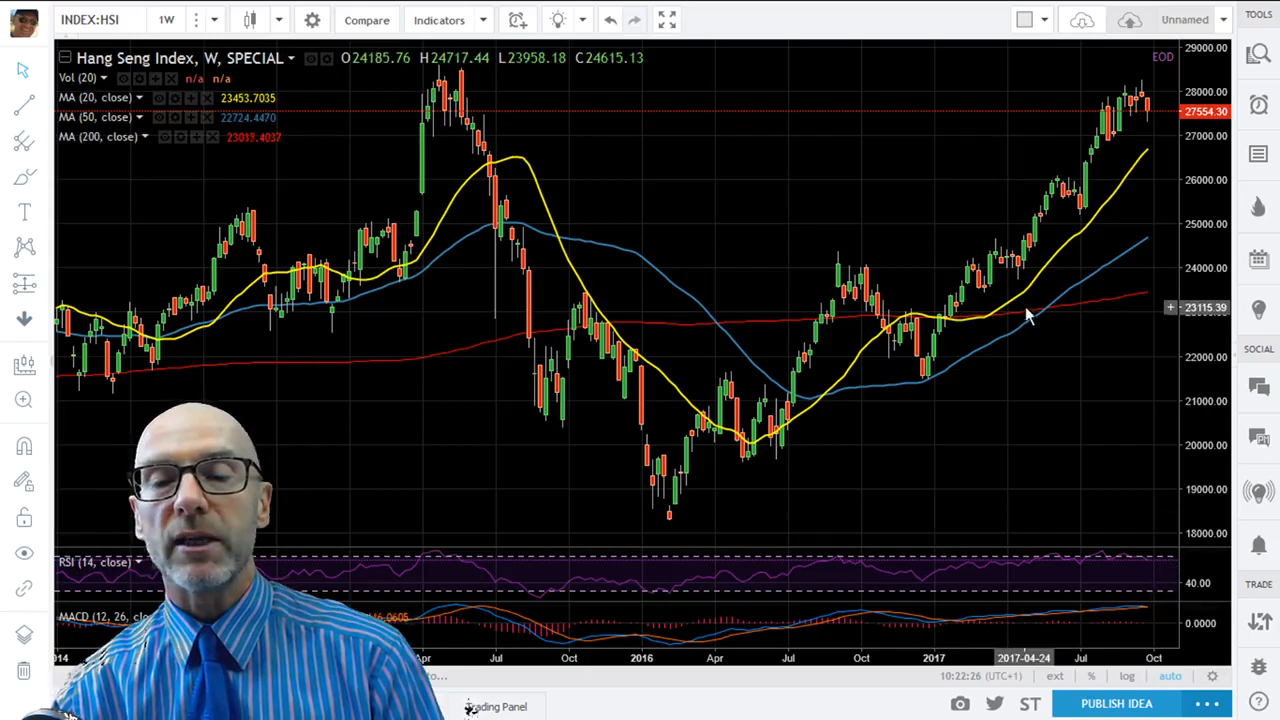 INDEX:HSI 1W Compare Indicators Unnamed TOOLS
Hang Seng Index, W, SPECIAL O24185.76 H24717.44 L23958.18 C24615.13 EOD
Vol (20) n/a n/a
MA (20, close) 23453.7035
MA (50, close) 22724.4470
MA (200, close)
29000.00
28000.00
27554.30
27000.00
26000.00
25000.00
24000.00
23115.39
22000.00
21000.00
20000.00
19000.00
18000.00
SOCIAL
RSI (14, close)
40.00
TRADE
MACD (12, 26,
0.0000
Apr Jul Oct 2016 Apr Jul Oct 2017 2017-04-24 Jul Oct
10:22:26 (UTC+1) ext % log auto
Trading Panel ST PUBLISH IDEA